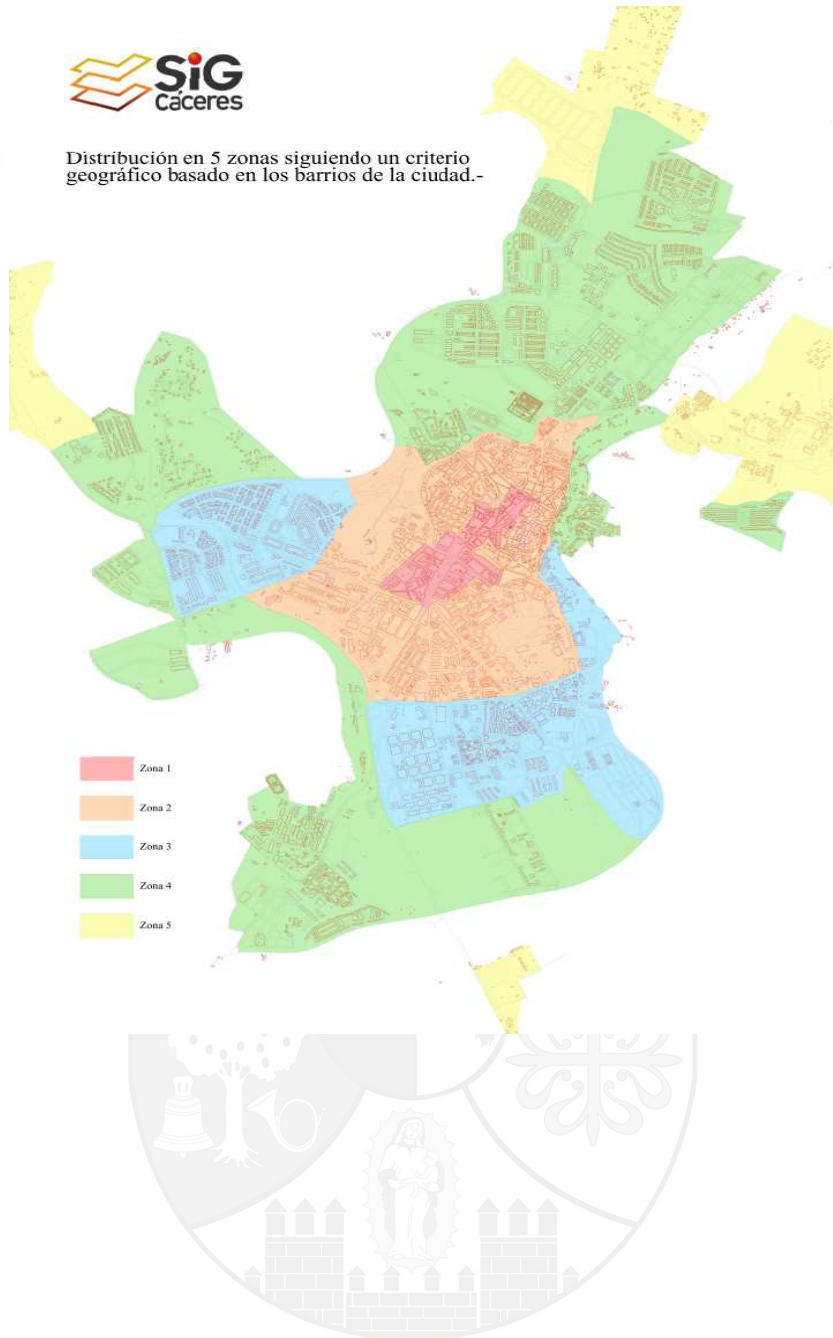 SiG
Cáceres
Distribución en 5 zonas siguiendo un criterio
geográfico basado en los barrios de la ciudad.-
Zona 1
Zona 2
Zona 3
Zona 4
Zona 5